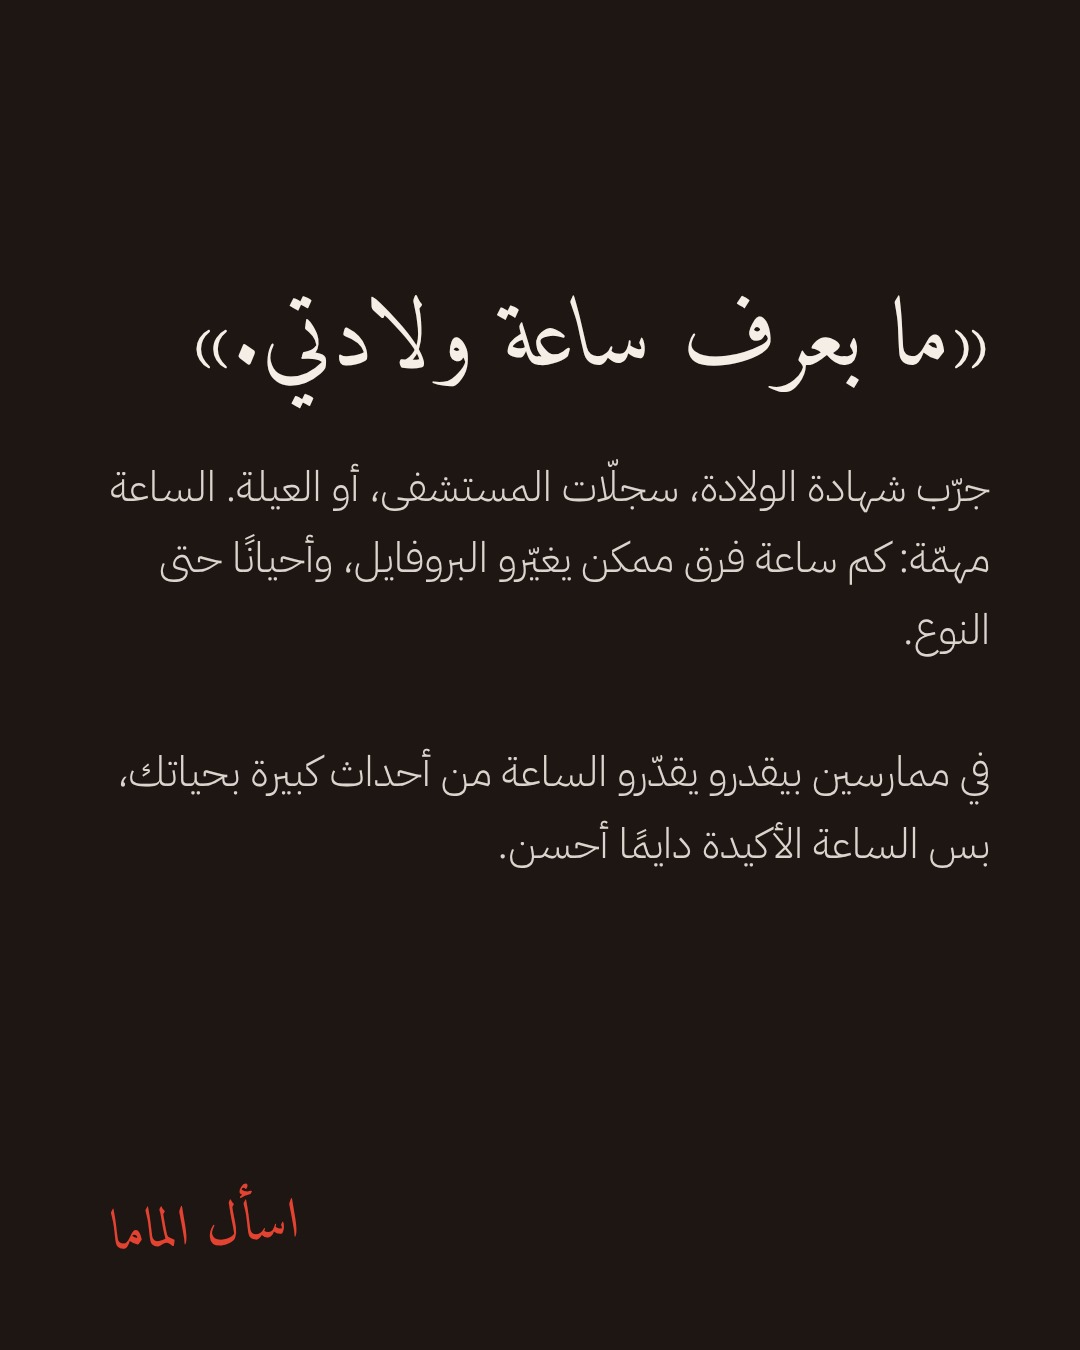 «ما بعرف ساعة ولادتي.»
جرّب شهادة الولادة، سجلّات المستشفى، أو العيلة. الساعة
مهمّة: كم ساعة فرق ممكن يغيّرو البروفايل، وأحيانًا حتى
النوع.
في ممارسين بيقدرو يقدّرو الساعة من أحداث كبيرة بحياتك،
بس الساعة الأكيدة دايمًا أحسن.
اسأل الماما